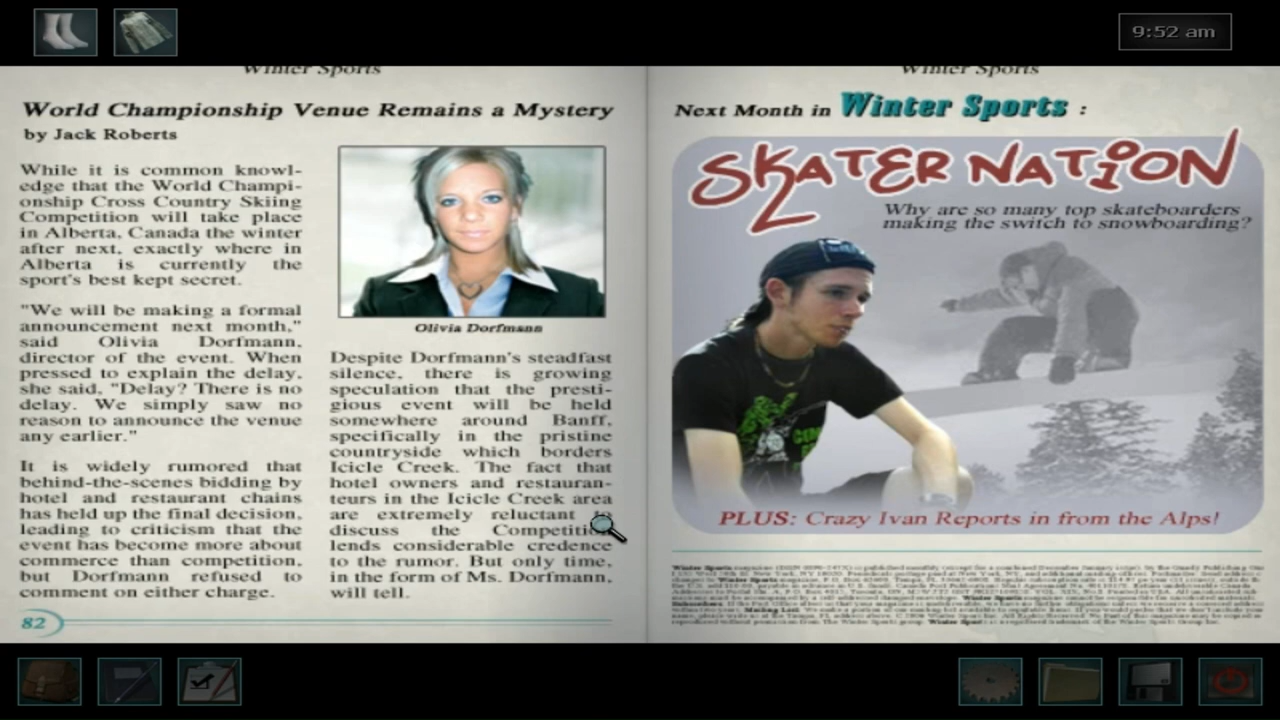 9:52 am
Winter Sports
World Championship Venue Remains a Mystery
by Jack Roberts
While it is common knowl-
edge that the World Champi-
onship Cross Country Skiing
Competition will take place
in Alberta, Canada the winter
after next, exactly where in
Alberta is currently the
sport's best kept secret.
"We will be making a formal
announcement next month,"
said Olivia Dorfmann,
director of the event. When
pressed to explain the delay,
she said, "Delay? There is no
delay. We simply saw no
reason to announce the venue
any earlier."
It is widely rumored that
behind-the-scenes bidding by
hotel and restaurant chains
has held up the final decision,
leading to criticism that the
event has become more about
commerce than competition,
but Dorfmann refused to
comment on either charge.
Olivia Dorfmann
Despite Dorfmann's steadfast
silence, there is growing
speculation that the presti-
gious event will be held
somewhere around Banff,
specifically in the pristine
countryside which borders
Icicle Creek. The fact that
hotel owners and restauran-
teurs in the Icicle Creek area
are extremely reluctant to
discuss the Competition
lends considerable credence
to the rumor. But only time,
in the form of Ms. Dorfmann,
will tell.
82
Winter Sports
Next Month in Winter Sports :
SKATER NATION
Why are so many top skateboarders
making the switch to snowboarding?
PLUS: Crazy Ivan Reports in from the Alps!